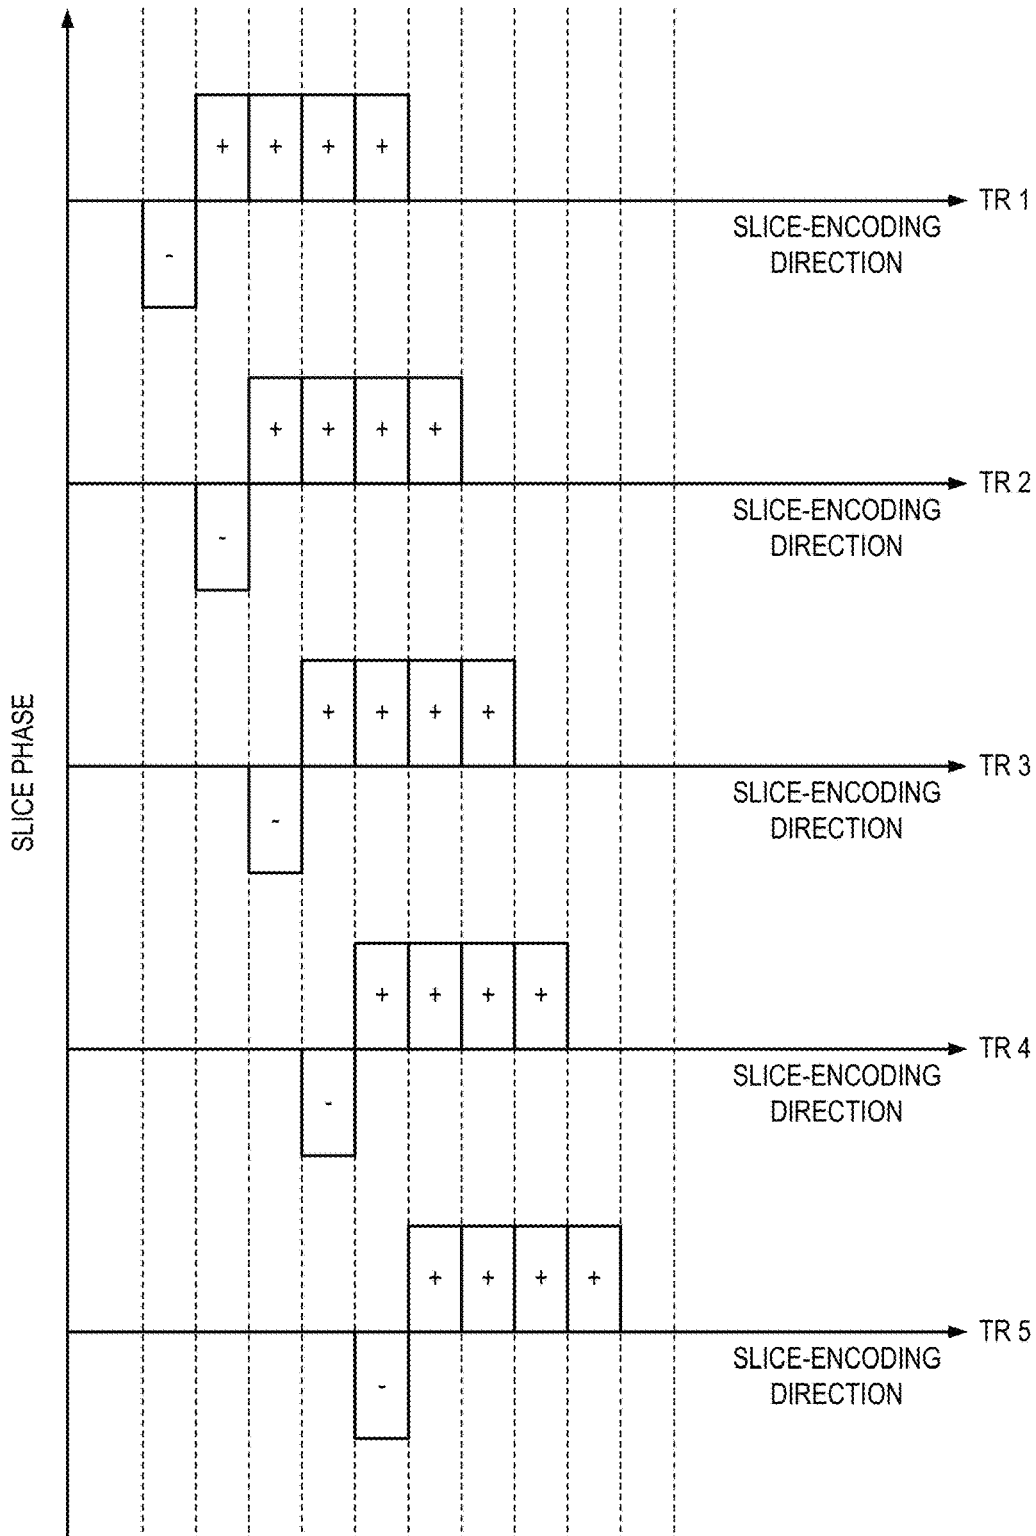 + + + +
TR 1
SLICE-ENCODING
DIRECTION
-
+ + + +
TR 2
SLICE-ENCODING
DIRECTION
-
SLICE PHASE
+ + + +
TR 3
SLICE-ENCODING
DIRECTION
-
+ + + +
TR 4
SLICE-ENCODING
DIRECTION
-
+ + + +
TR 5
SLICE-ENCODING
DIRECTION
-